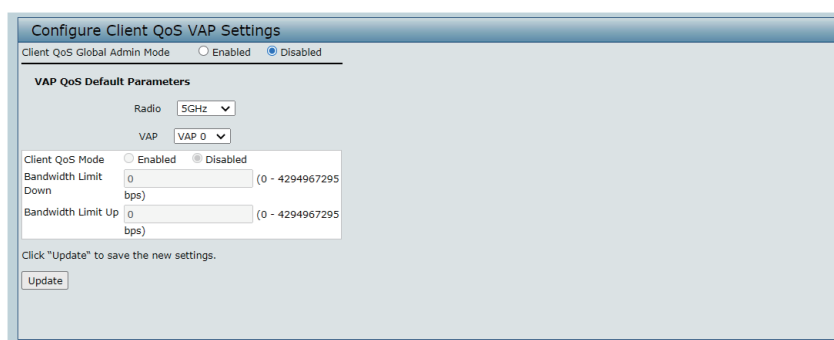 Configure Client QoS VAP Settings
Client QoS Global Admin Mode Enabled Disabled
VAP QoS Default Parameters
Radio 5GHz
VAP VAP 0
Client QoS Mode Enabled Disabled
Bandwidth Limit Down 0 (0 - 4294967295 bps)
Bandwidth Limit Up 0 (0 - 4294967295 bps)
Click "Update" to save the new settings.
Update